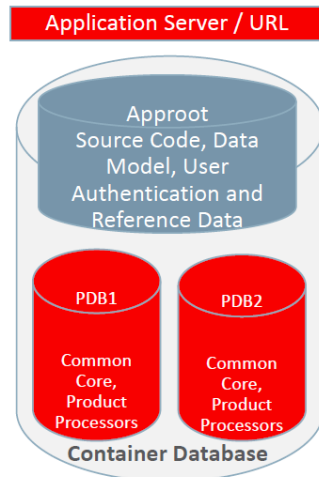 Application Server / URL
Approot
Source Code, Data
Model, User
Authentication and
Reference Data
PDB1
Common
Core,
Product
Processors
PDB2
Common
Core,
Product
Processors
Container Database